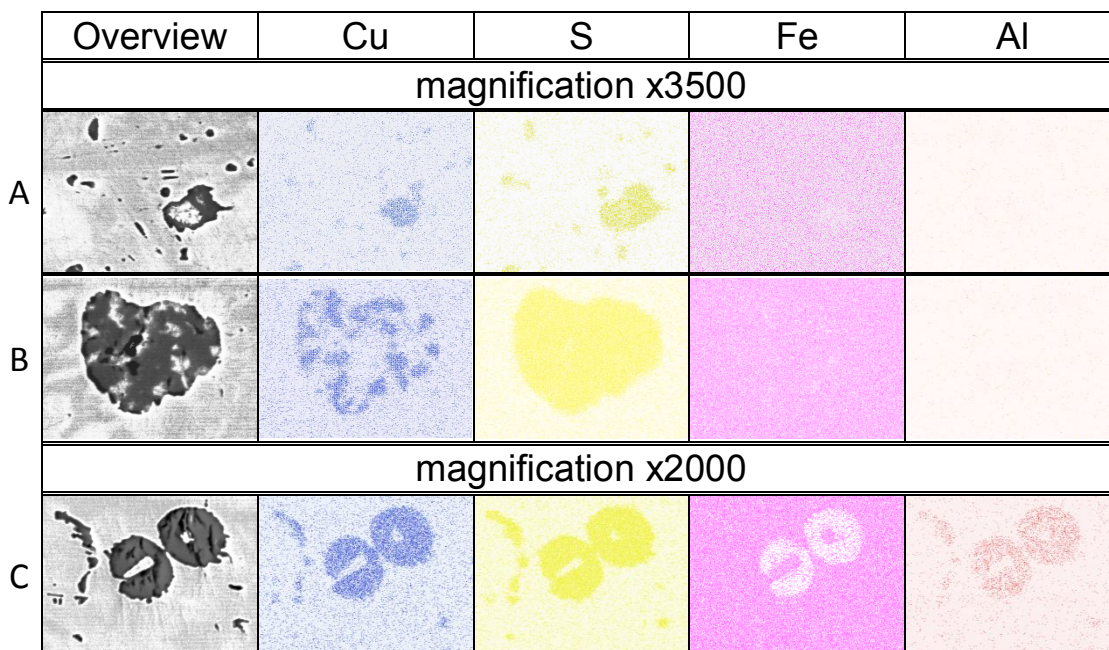 Overview Cu S Fe Al
magnification x3500
A
B
magnification x2000
C